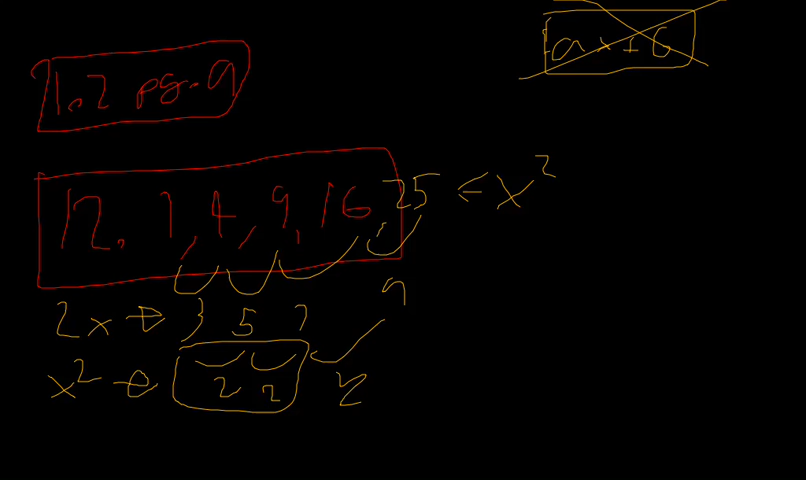 ax+b
1.2 pg. 9
12. 1, 4, 9, 16 25 ← x²
9
2x → 3 5 7
x² → 2 2 2